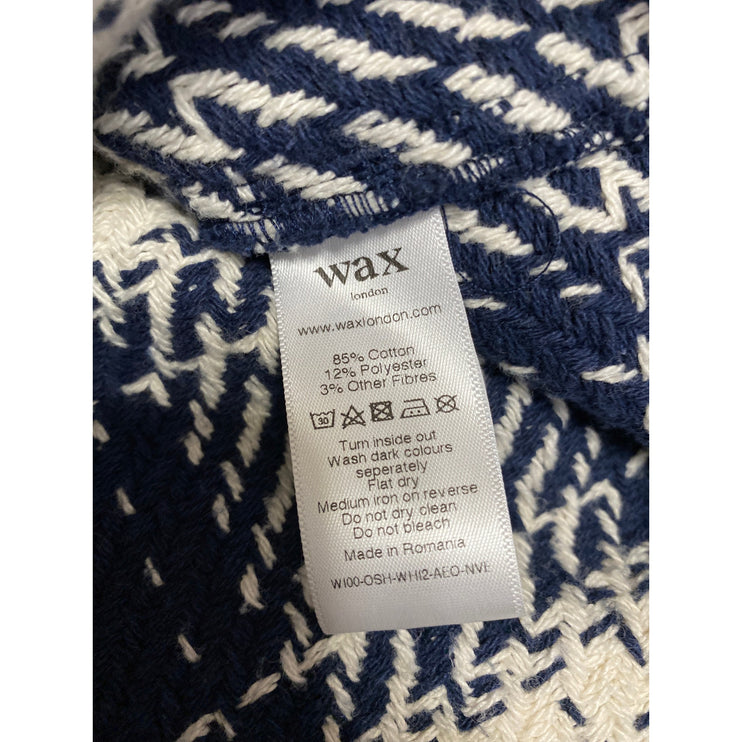 wax
london
www.waxlondon.com
85% Cotton
12% Polyester
3% Other Fibres
30
Turn inside out
Wash dark colours
seperately
Flat dry
Medium iron on reverse
Do not dry clean
Do not bleach
Made in Romania
W100-OSH-WH12-AEO-NVE